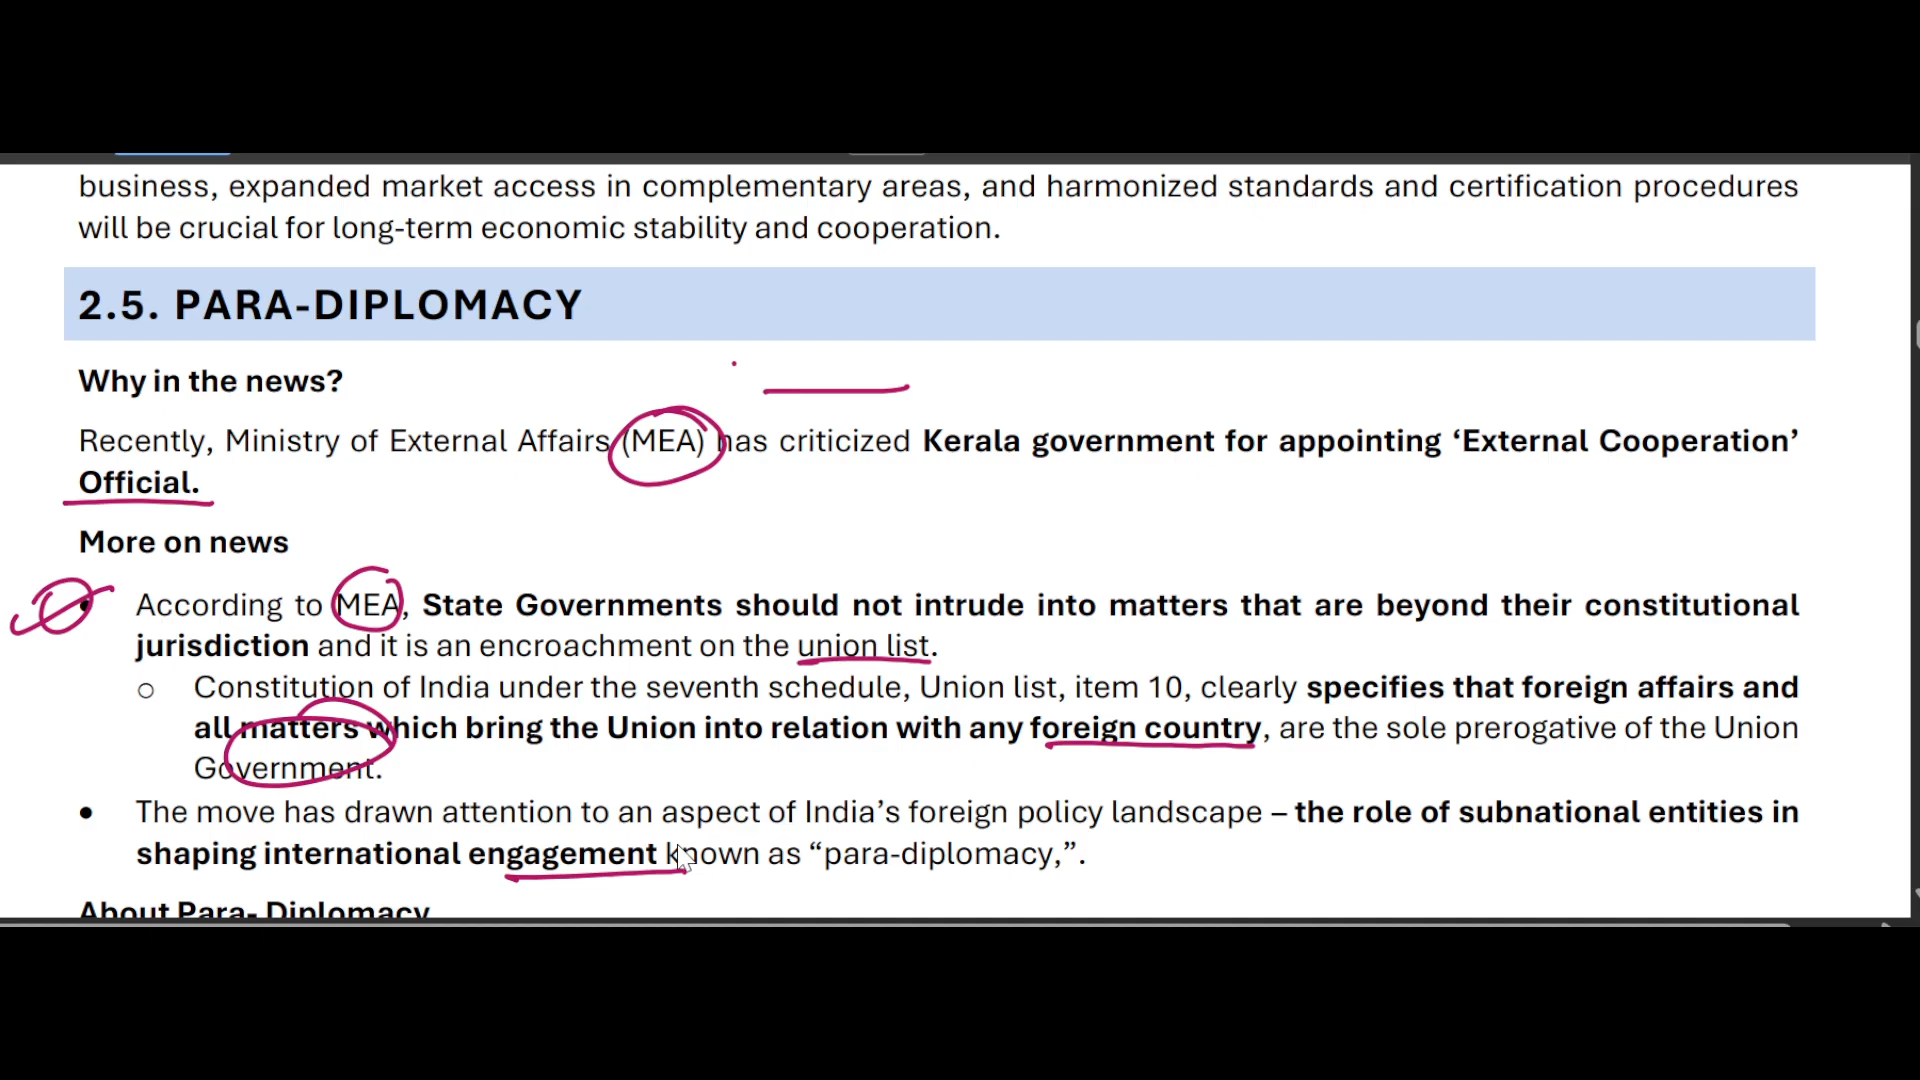 business, expanded market access in complementary areas, and harmonized standards and certification procedures
will be crucial for long-term economic stability and cooperation.
2.5. PARA-DIPLOMACY
Why in the news?
Recently, Ministry of External Affairs (MEA) has criticized Kerala government for appointing ‘External Cooperation’
Official.
More on news
• According to MEA, State Governments should not intrude into matters that are beyond their constitutional
jurisdiction and it is an encroachment on the union list.
○ Constitution of India under the seventh schedule, Union list, item 10, clearly specifies that foreign affairs and
all matters which bring the Union into relation with any foreign country, are the sole prerogative of the Union
Government.
• The move has drawn attention to an aspect of India’s foreign policy landscape – the role of subnational entities in
shaping international engagement known as “para-diplomacy,”.
About Para- Diplomacy